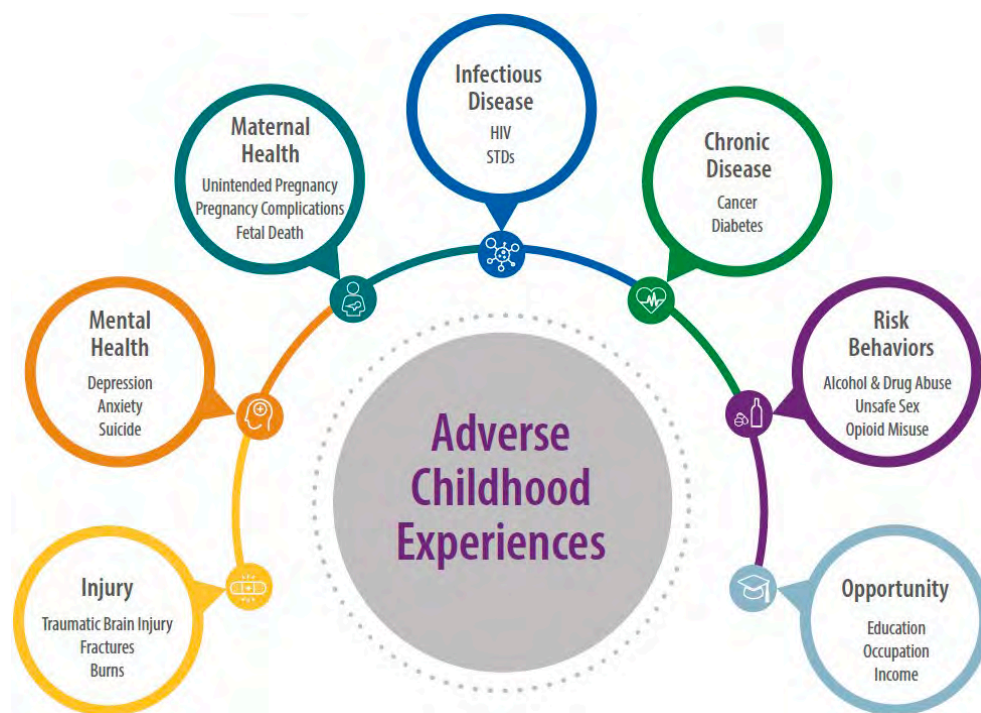 Infectious
Disease
HIV
STDs
Maternal
Health
Unintended Pregnancy
Pregnancy Complications
Fetal Death
Chronic
Disease
Cancer
Diabetes
Mental
Health
Depression
Anxiety
Suicide
Risk
Behaviors
Alcohol & Drug Abuse
Unsafe Sex
Opioid Misuse
Adverse
Childhood
Experiences
Injury
Traumatic Brain Injury
Fractures
Burns
Opportunity
Education
Occupation
Income